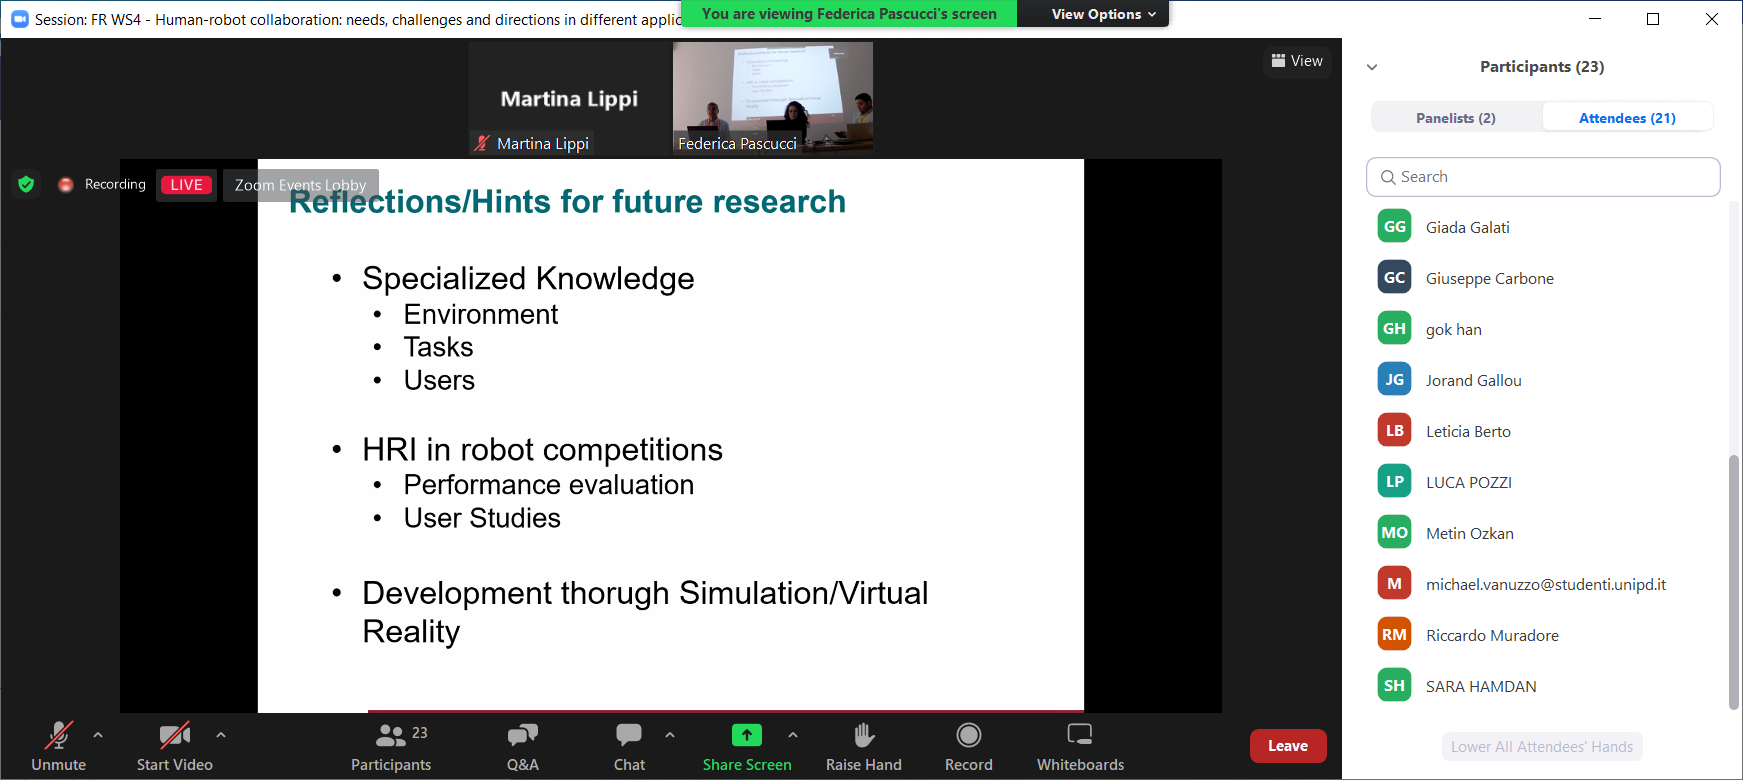 Session: FR WS4 - Human-robot collaboration: needs, challenges and directions in different applic
You are viewing Federica Pascucci's screen
View Options
Martina Lippi
Martina Lippi
Federica Pascucci
View
Recording
LIVE
Zoom Events Lobby
Reflections/Hints for future research
• Specialized Knowledge
• Environment
• Tasks
• Users
• HRI in robot competitions
• Performance evaluation
• User Studies
• Development thorugh Simulation/Virtual
Reality
Participants (23)
Panelists (2)
Attendees (21)
Search
GG Giada Galati
GC Giuseppe Carbone
GH gok han
JG Jorand Gallou
LB Leticia Berto
LP LUCA POZZI
MO Metin Ozkan
M michael.vanuzzo@studenti.unipd.it
RM Riccardo Muradore
SH SARA HAMDAN
Lower All Attendees' Hands
Unmute
Start Video
23
Participants
Q&A
Chat
Share Screen
Raise Hand
Record
Whiteboards
Leave